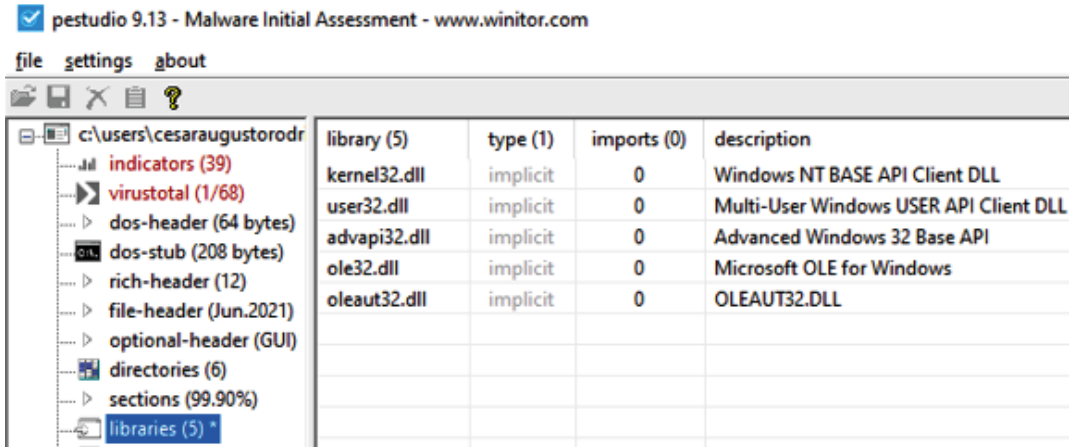 pestudio 9.13 - Malware Initial Assessment - www.winitor.com
file settings about
c:\users\cesaraugustorodr
indicators (39)
virustotal (1/68)
dos-header (64 bytes)
dos-stub (208 bytes)
rich-header (12)
file-header (Jun.2021)
optional-header (GUI)
directories (6)
sections (99.90%)
libraries (5) *
library (5) type (1) imports (0) description
kernel32.dll implicit 0 Windows NT BASE API Client DLL
user32.dll implicit 0 Multi-User Windows USER API Client DLL
advapi32.dll implicit 0 Advanced Windows 32 Base API
ole32.dll implicit 0 Microsoft OLE for Windows
oleaut32.dll implicit 0 OLEAUT32.DLL